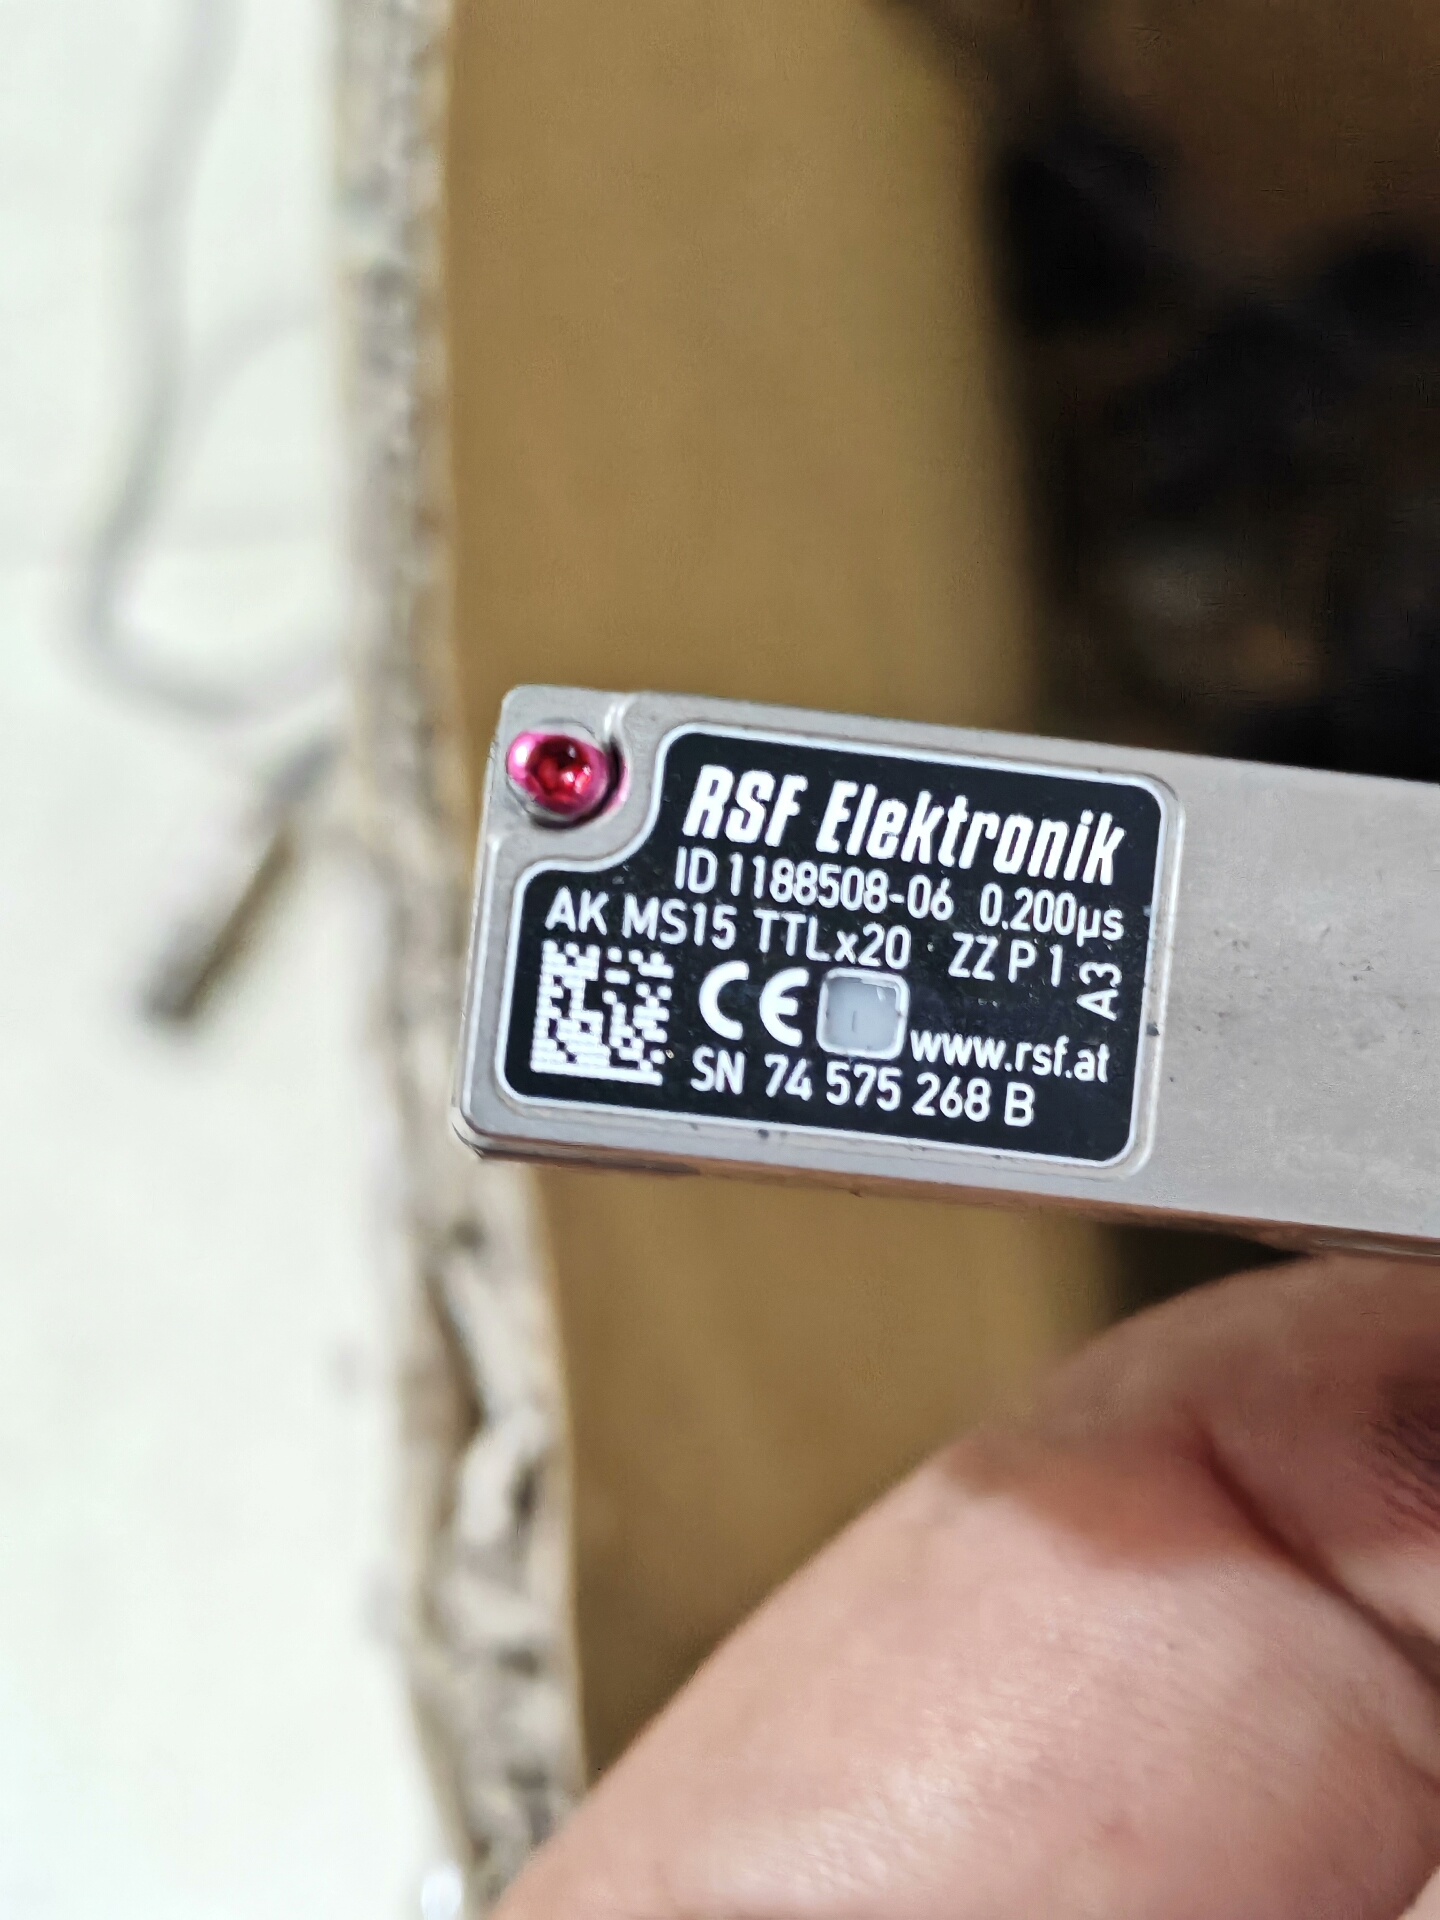 RSF Elektronik
ID 1188508-06 0.200µs
AK MS15 TTLx20 ZZ P 1
A3
CE
www.rsf.at
SN 74 575 268 B